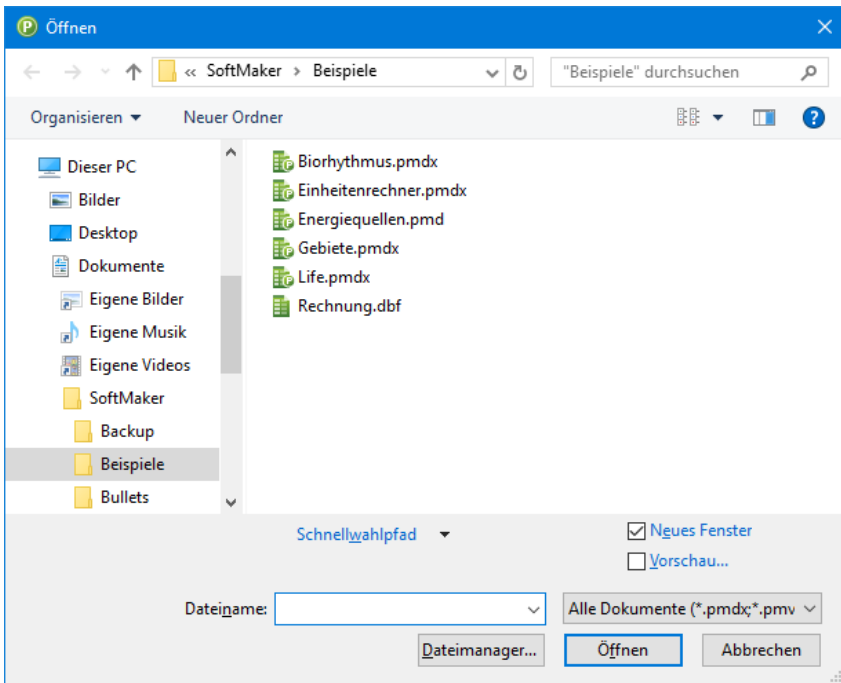 Öffnen
« SoftMaker › Beispiele
"Beispiele" durchsuchen
Organisieren
Neuer Ordner
Dieser PC
Bilder
Desktop
Dokumente
Eigene Bilder
Eigene Musik
Eigene Videos
SoftMaker
Backup
Beispiele
Bullets
Biorhythmus.pmdx
Einheitenrechner.pmdx
Energiequellen.pmd
Gebiete.pmdx
Life.pmdx
Rechnung.dbf
Schnellwahlpfad
Neues Fenster
Vorschau...
Dateiname:
Alle Dokumente (*.pmdx;*.pmv
Dateimanager...
Öffnen
Abbrechen